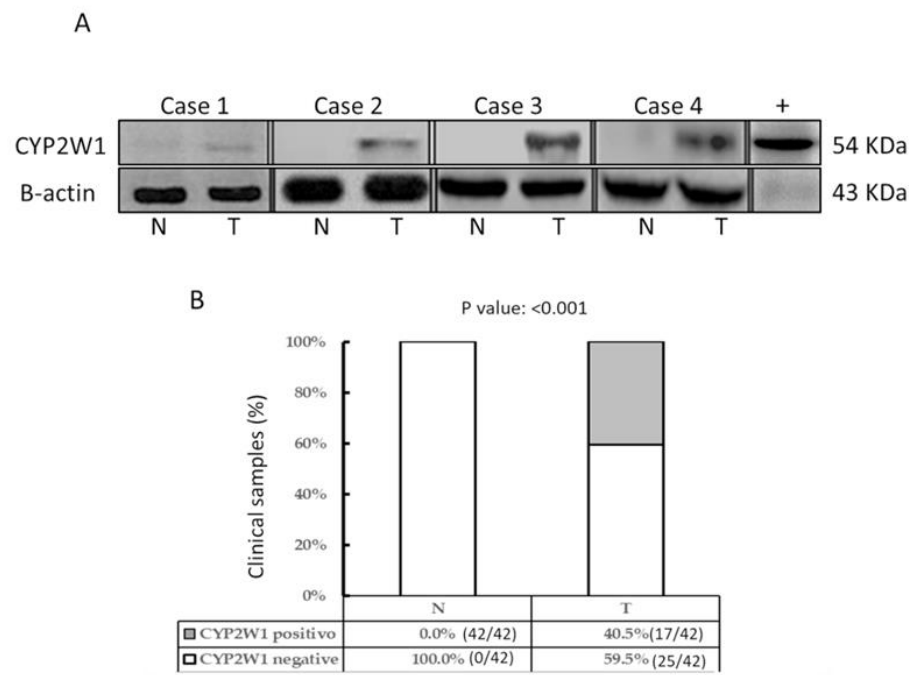 A
Case 1 Case 2 Case 3 Case 4 +
CYP2W1 54 KDa
B-actin 43 KDa
N T N T N T N T
B
P value: <0.001
Clinical samples (%)
100%
80%
60%
40%
20%
0%
N T
CYP2W1 positivo 0.0% (42/42) 40.5%(17/42)
CYP2W1 negative 100.0% (0/42) 59.5% (25/42)